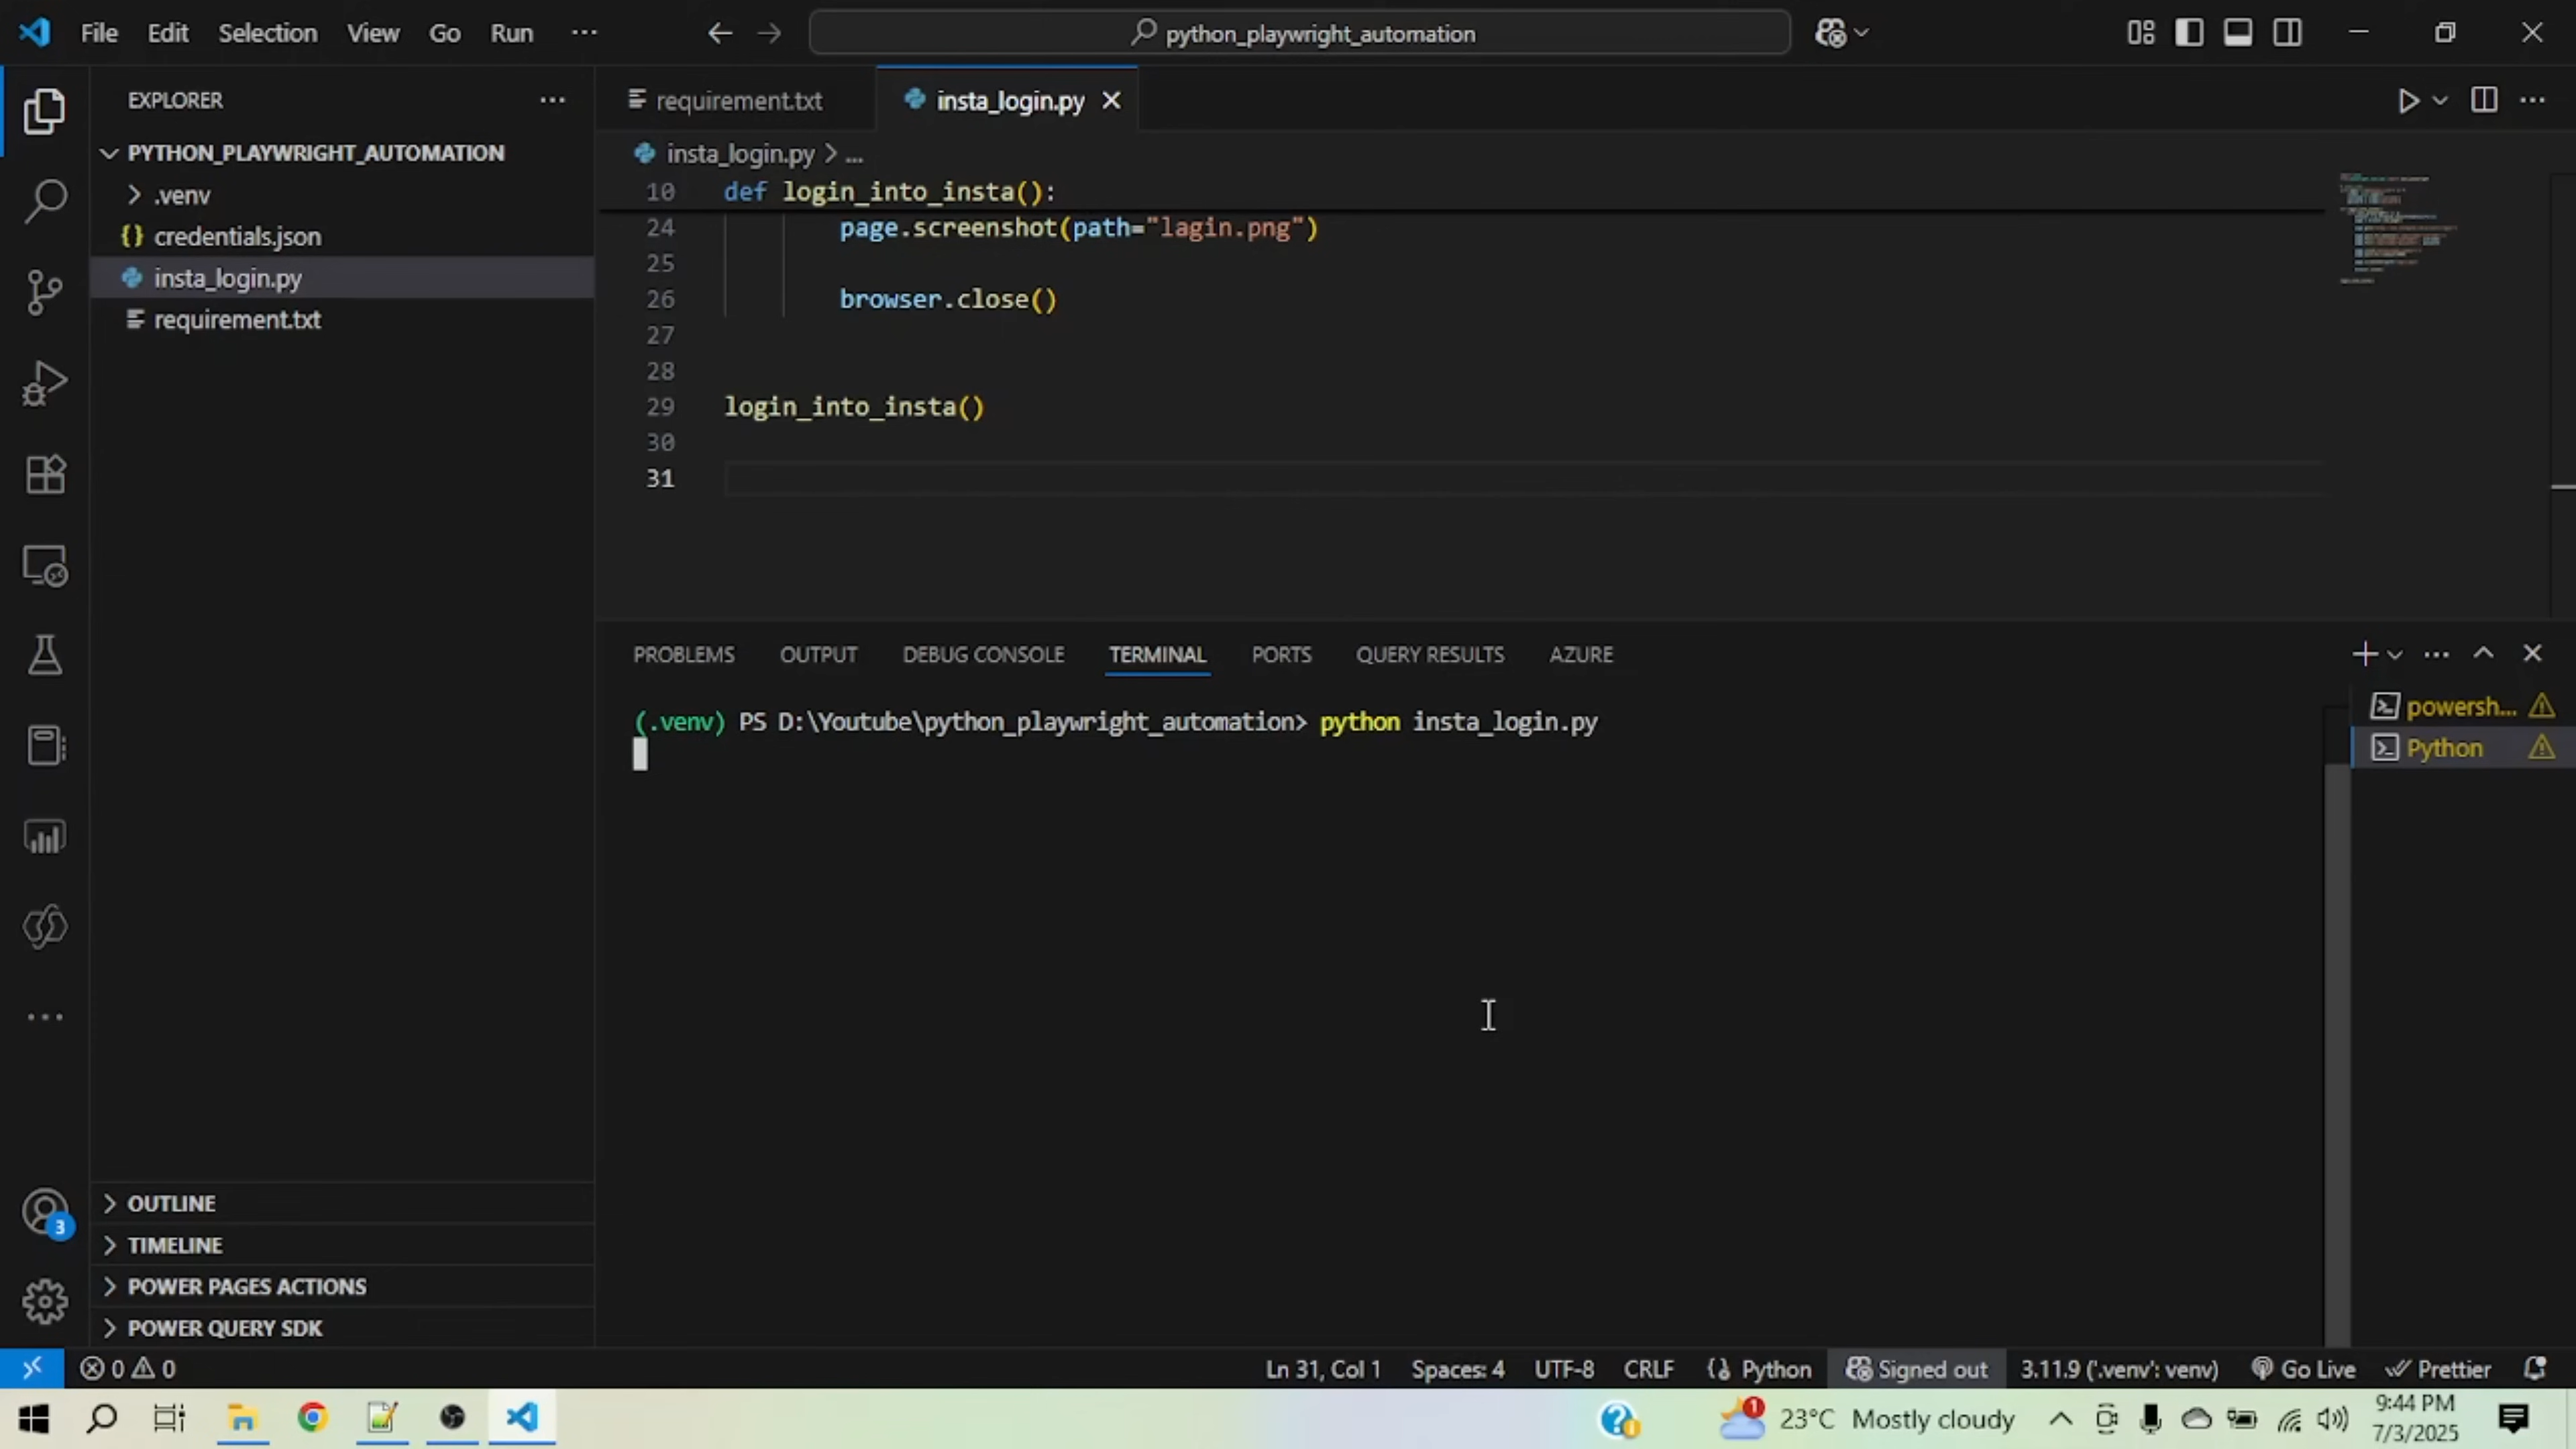 File Edit Selection View Go Run ···
python_playwright_automation
EXPLORER
PYTHON_PLAYWRIGHT_AUTOMATION
.venv
{} credentials.json
insta_login.py
requirement.txt
OUTLINE
TIMELINE
POWER PAGES ACTIONS
POWER QUERY SDK
3
requirement.txt
insta_login.py
insta_login.py > ...
10 def login_into_insta():
24 page.screenshot(path="lagin.png")
25
26 browser.close()
27
28
29 login_into_insta()
30
31
PROBLEMS OUTPUT DEBUG CONSOLE TERMINAL PORTS QUERY RESULTS AZURE
(.venv) PS D:\Youtube\python_playwright_automation> python insta_login.py
powersh...
Python
0 0
Ln 31, Col 1 Spaces: 4 UTF-8 CRLF Python Signed out 3.11.9 ('.venv': venv) Go Live Prettier
1
23°C Mostly cloudy
9:44 PM
7/3/2025